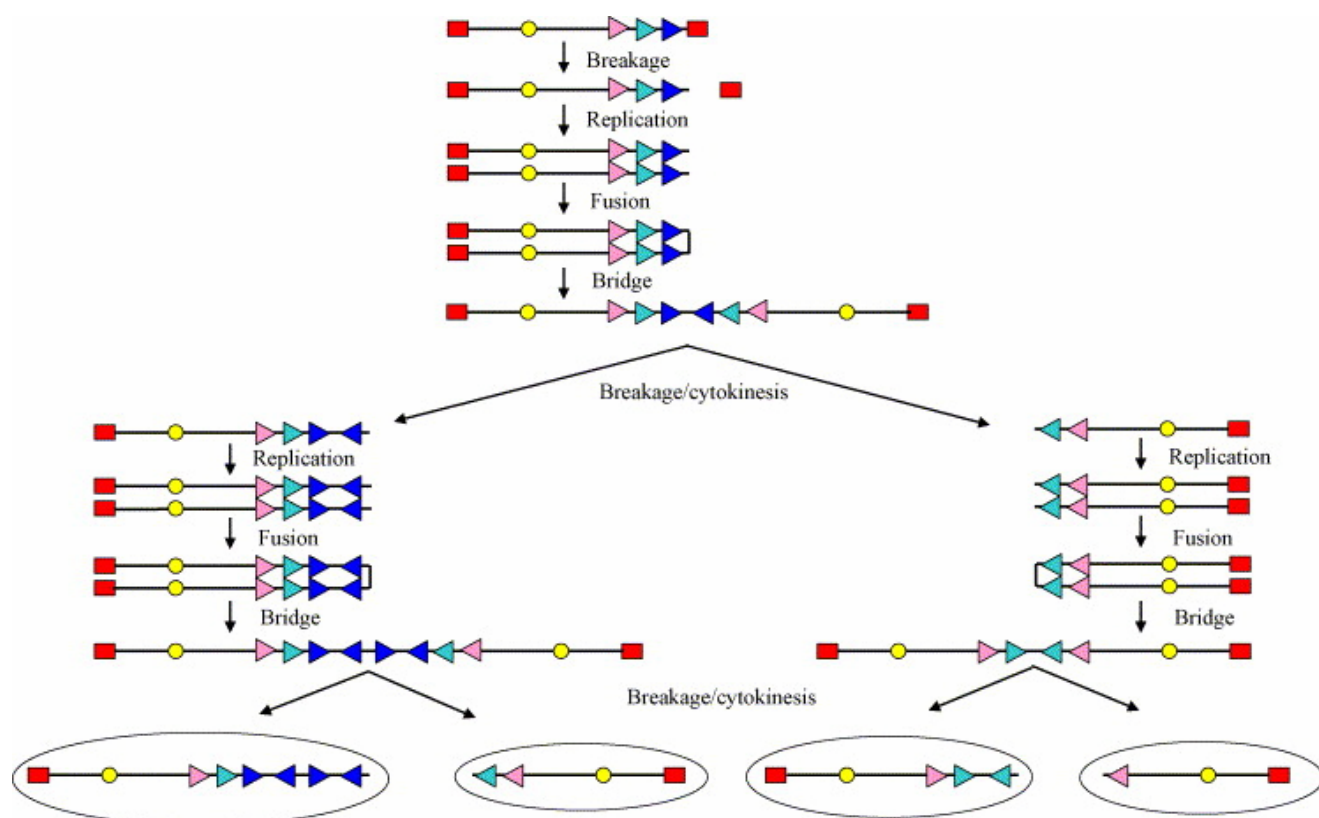 Breakage
Replication
Fusion
Bridge
Breakage/cytokinesis
Replication
Replication
Fusion
Fusion
Bridge
Bridge
Breakage/cytokinesis